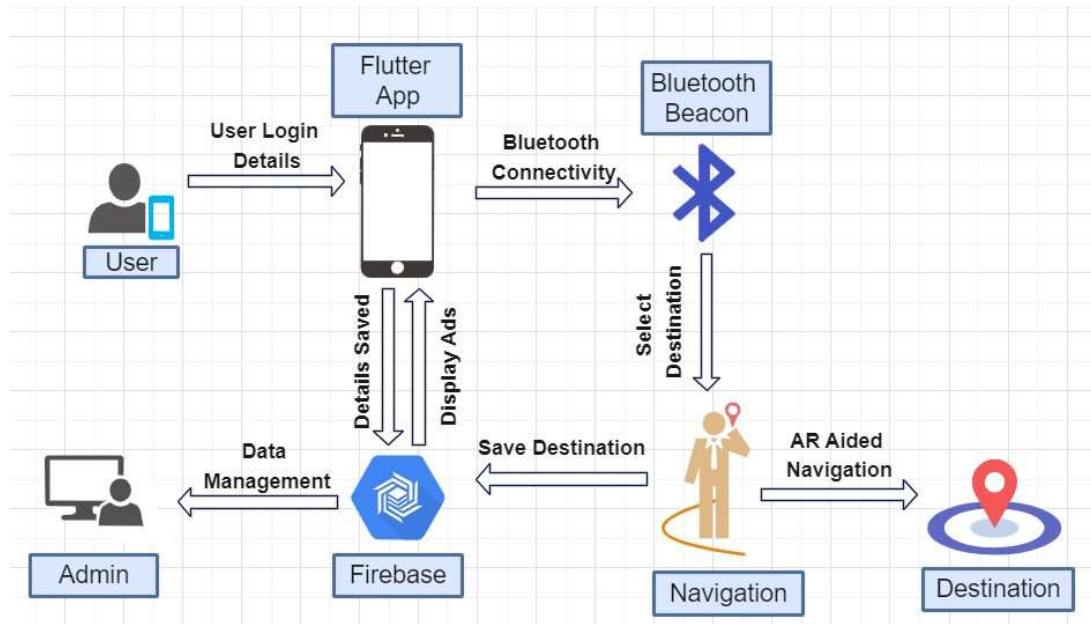 Flutter
App
Bluetooth
Beacon
User Login
Details
Bluetooth
Connectivity
User
Details Saved
Display Ads
Select
Destination
Data
Management
Save Destination
AR Aided
Navigation
Admin
Firebase
Navigation
Destination